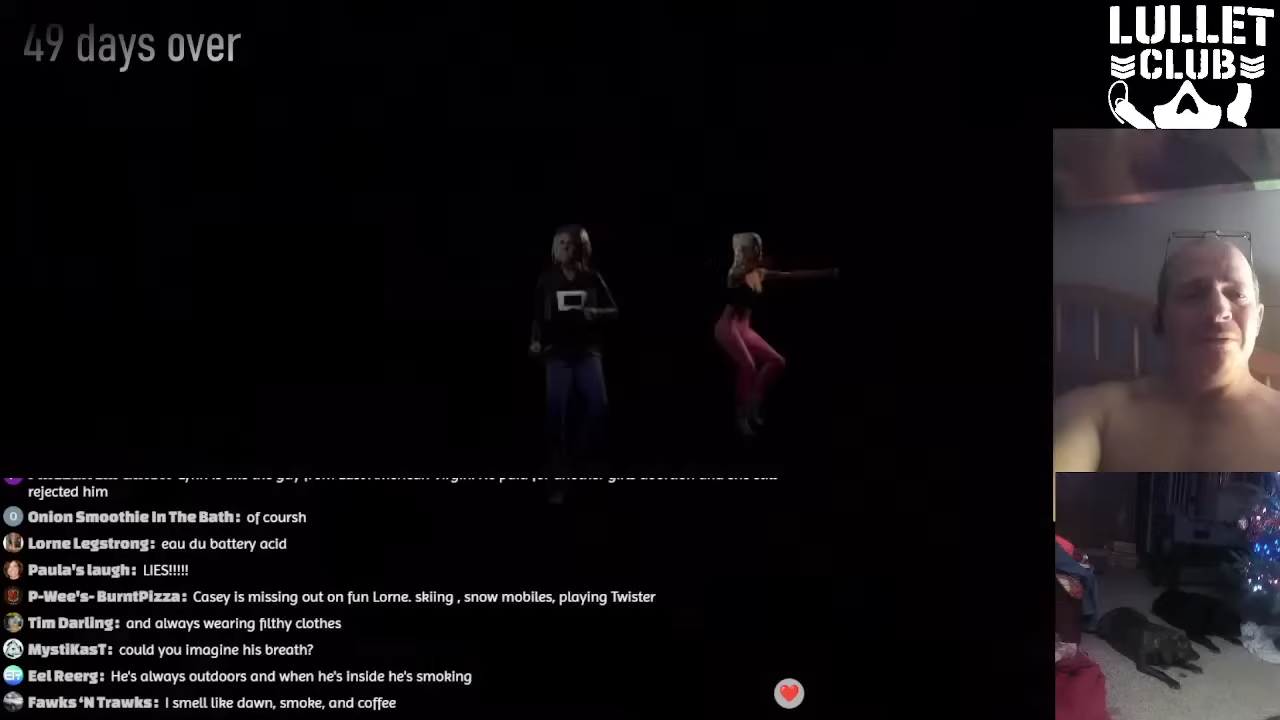 49 days over
LULLET
CLUB
rejected him
Onion Smoothie In The Bath: of coursh
Lorne Legstrong: eau du battery acid
Paula's laugh: LIES!!!!!
P-Wee's- BurntPizza: Casey is missing out on fun Lorne. skiing , snow mobiles, playing Twister
Tim Darling: and always wearing filthy clothes
MystiKasT: could you imagine his breath?
Eel Reerg: He's always outdoors and when he's inside he's smoking
Fawks ‘N Trawks: I smell like dawn, smoke, and coffee